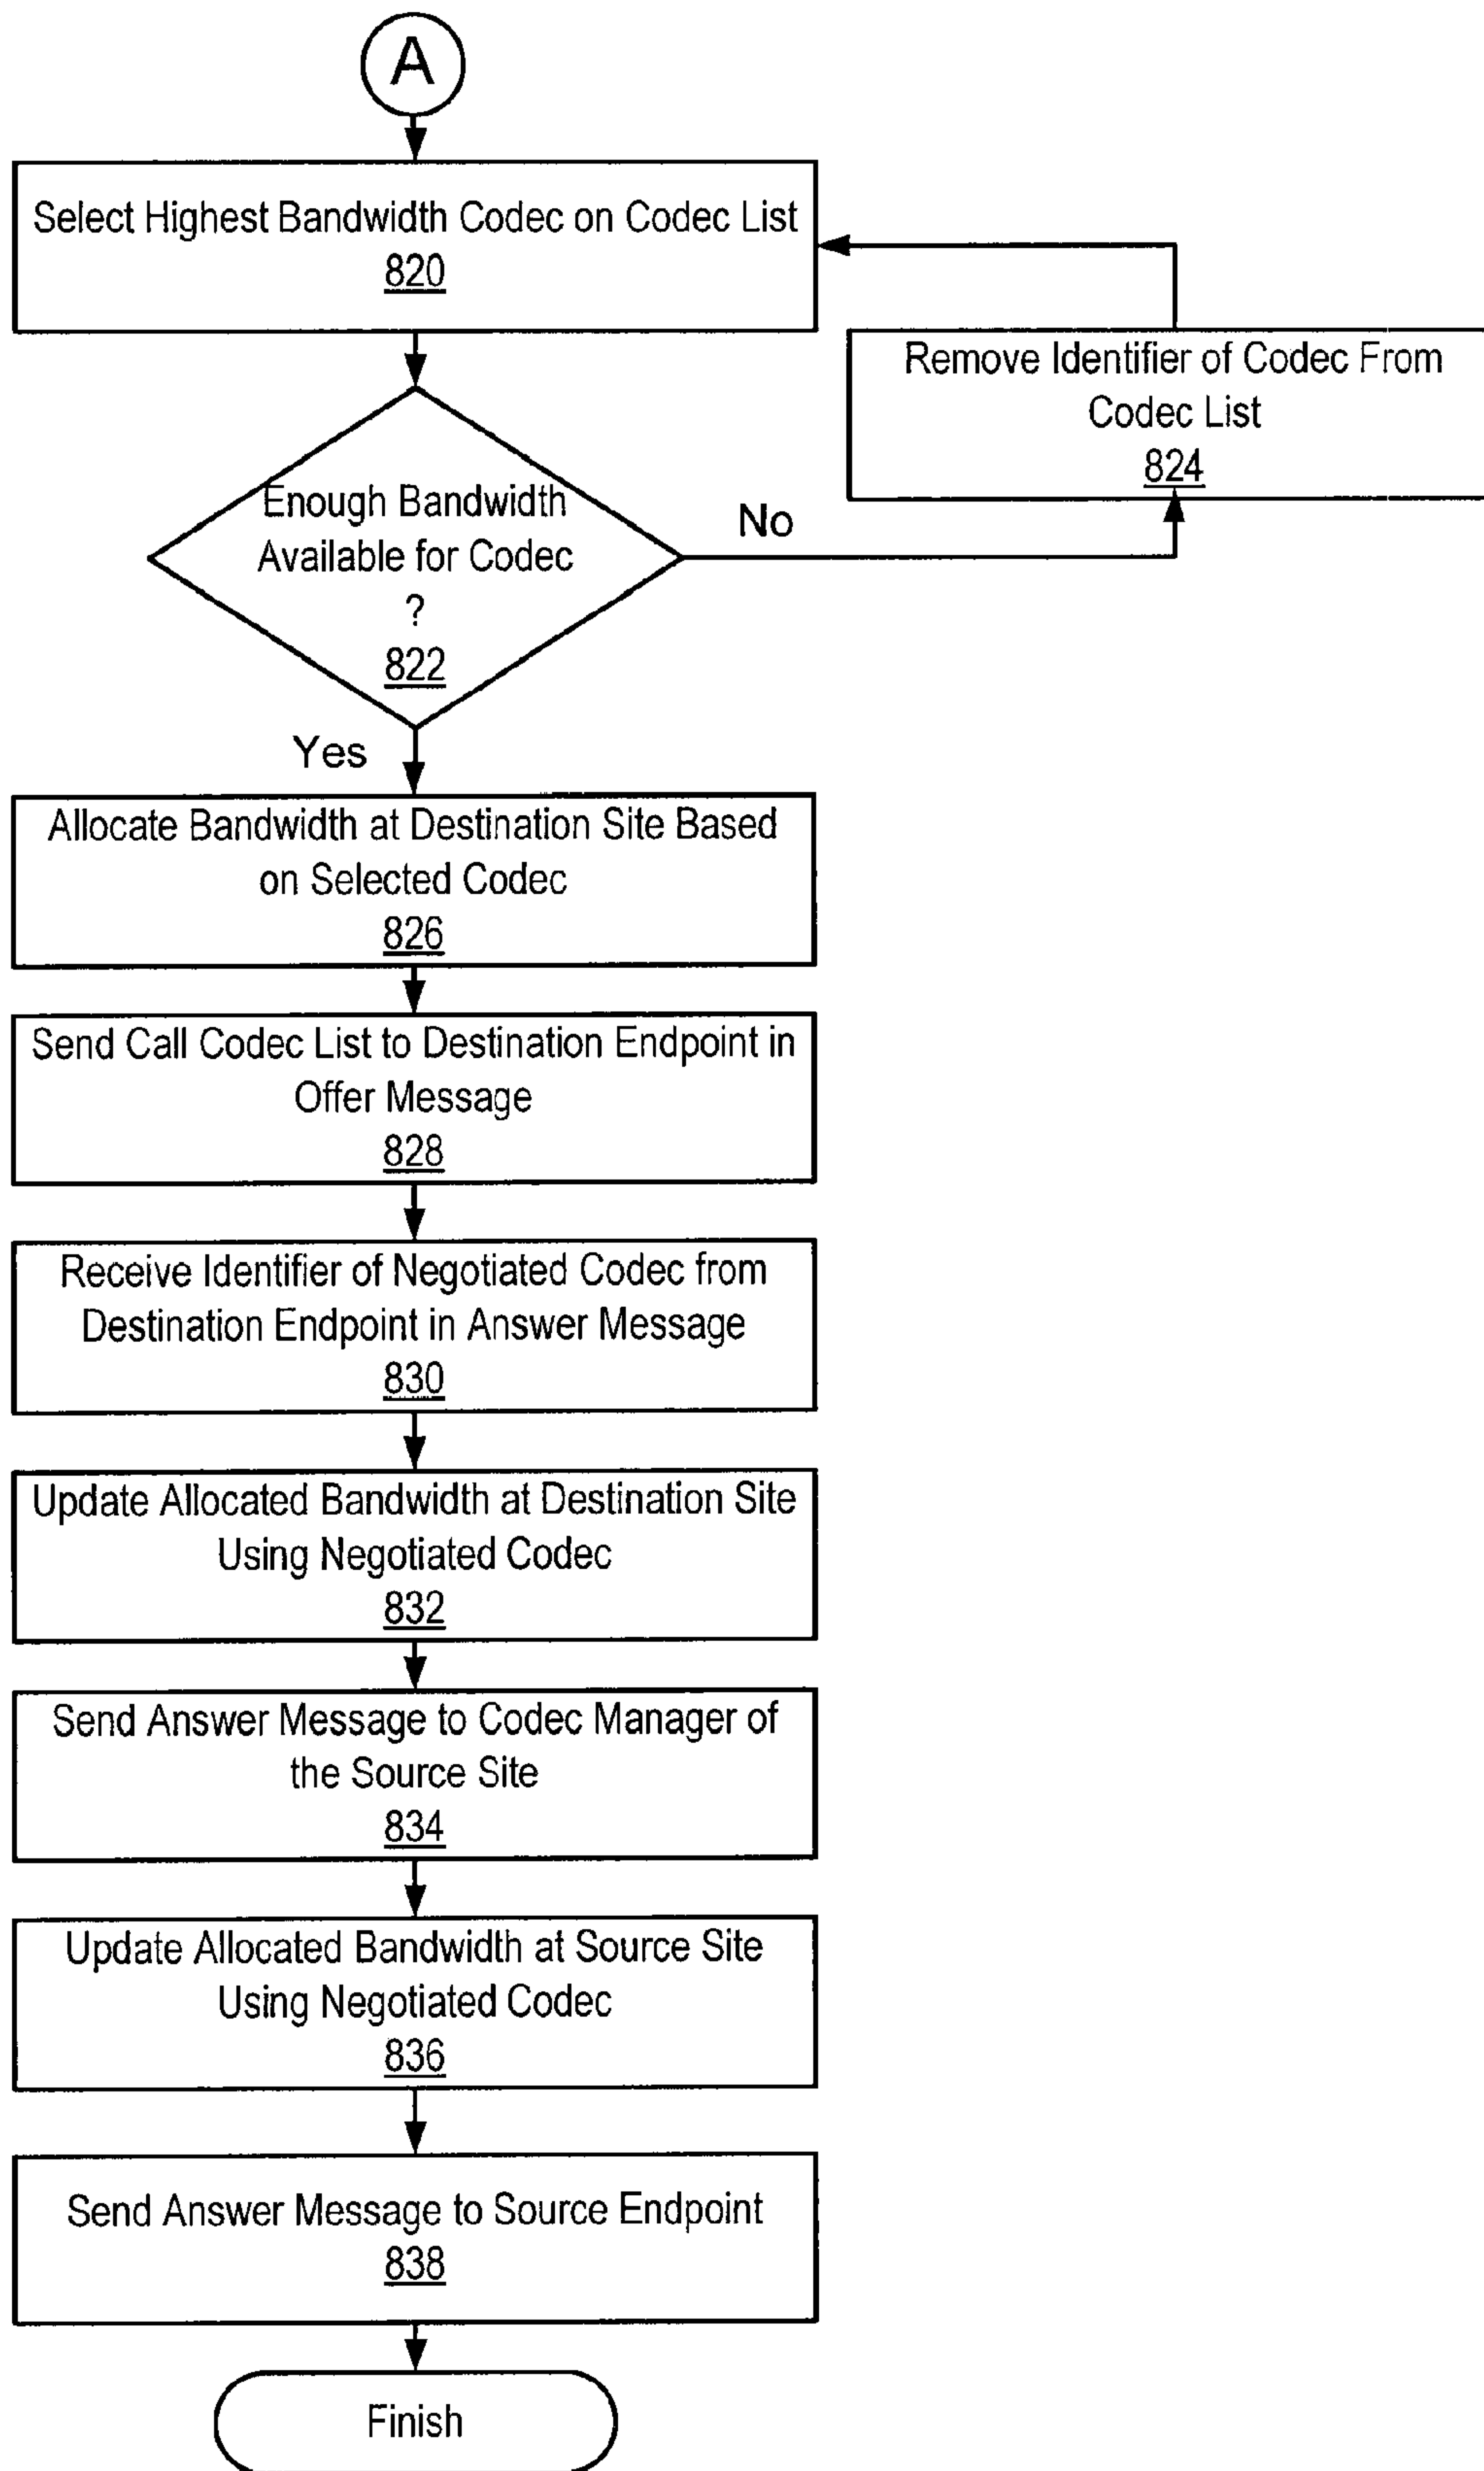 A
Select Highest Bandwidth Codec on Codec List
820
Remove Identifier of Codec From
Codec List
824
Enough Bandwidth
Available for Codec
?
822
No
Yes
Allocate Bandwidth at Destination Site Based
on Selected Codec
826
Send Call Codec List to Destination Endpoint in
Offer Message
828
Receive Identifier of Negotiated Codec from
Destination Endpoint in Answer Message
830
Update Allocated Bandwidth at Destination Site
Using Negotiated Codec
832
Send Answer Message to Codec Manager of
the Source Site
834
Update Allocated Bandwidth at Source Site
Using Negotiated Codec
836
Send Answer Message to Source Endpoint
838
Finish